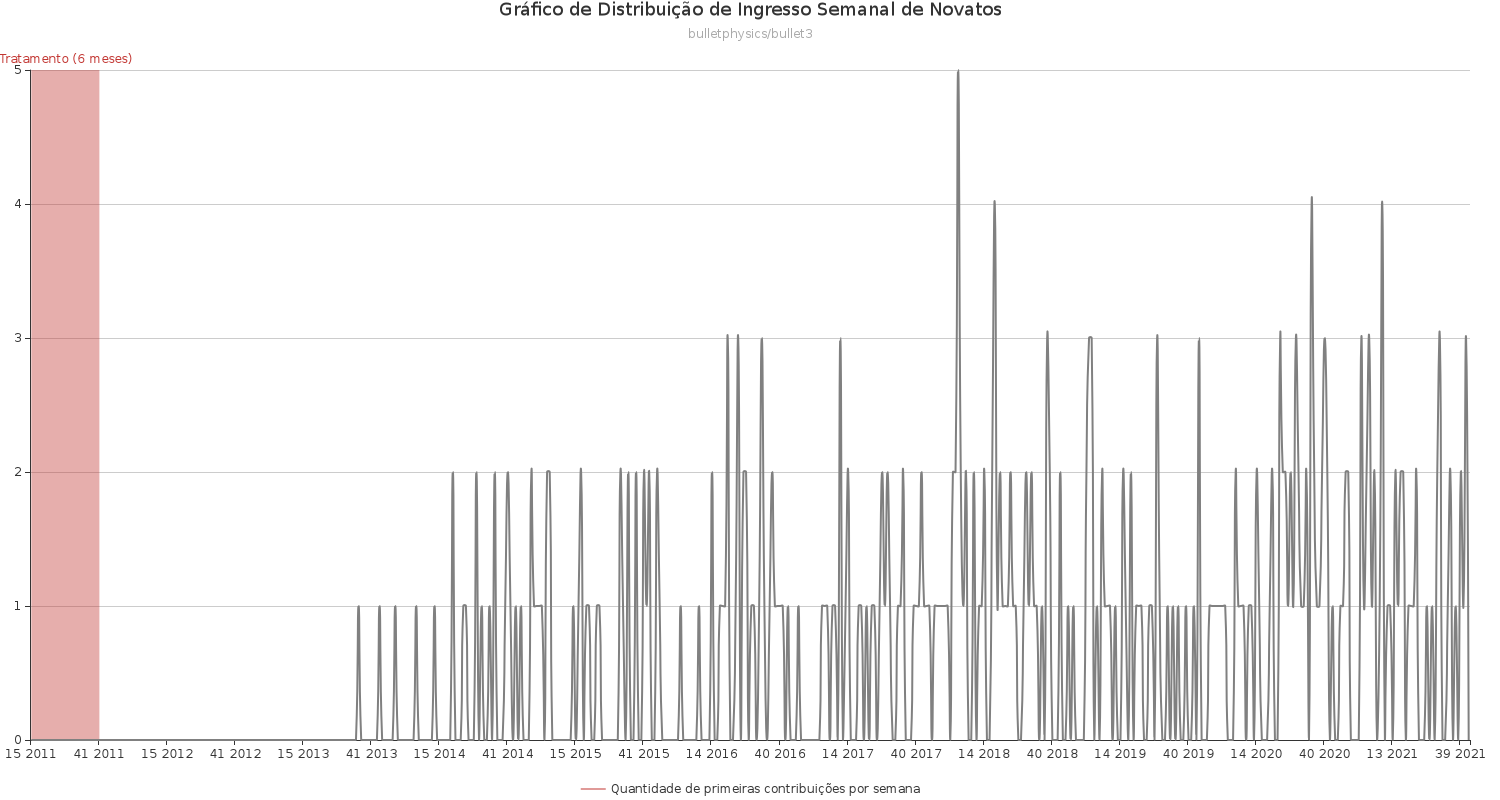 Gráfico de Distribuição de Ingresso Semanal de Novatos
bulletphysics/bullet3
Tratamento (6 meses)
5
4
3
2
1
0
15 2011 41 2011 15 2012 41 2012 15 2013 41 2013 15 2014 41 2014 15 2015 41 2015 14 2016 40 2016 14 2017 40 2017 14 2018 40 2018 14 2019 40 2019 14 2020 40 2020 13 2021 39 2021
Quantidade de primeiras contribuições por semana